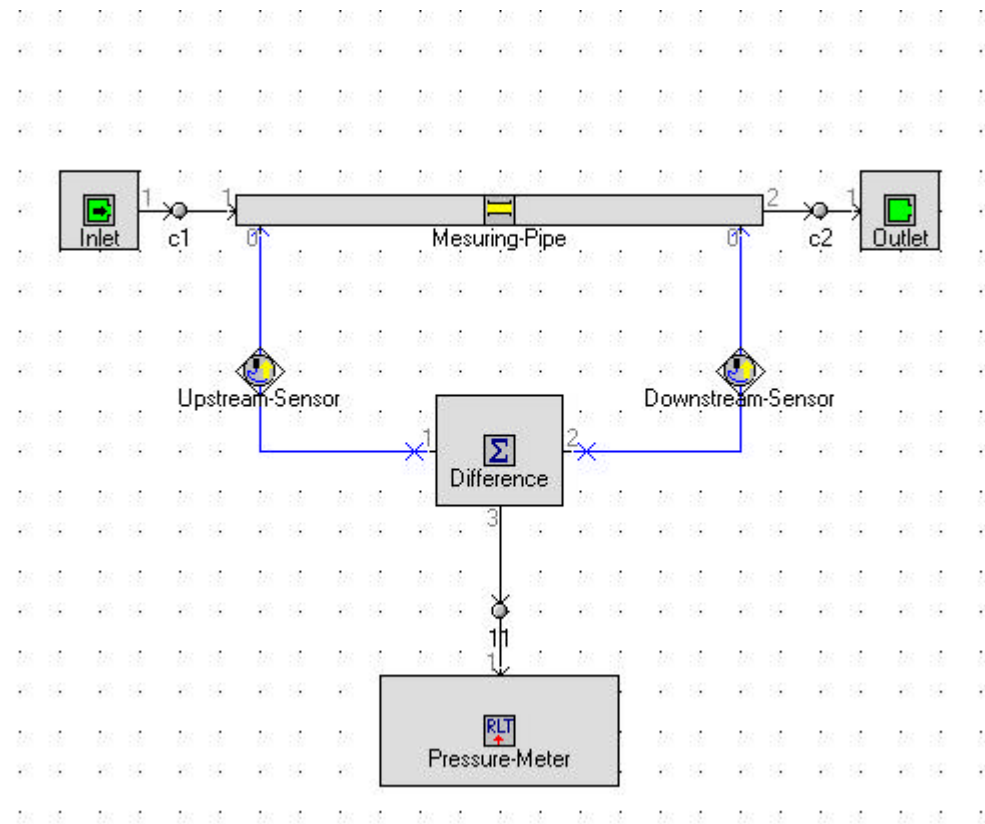 1 1 2 1
Inlet c1 0 Mesuring-Pipe 0 c2 Outlet
Upstream-Sensor Downstream-Sensor
1 2
Σ
Difference
3
11
1
RLT
Pressure-Meter